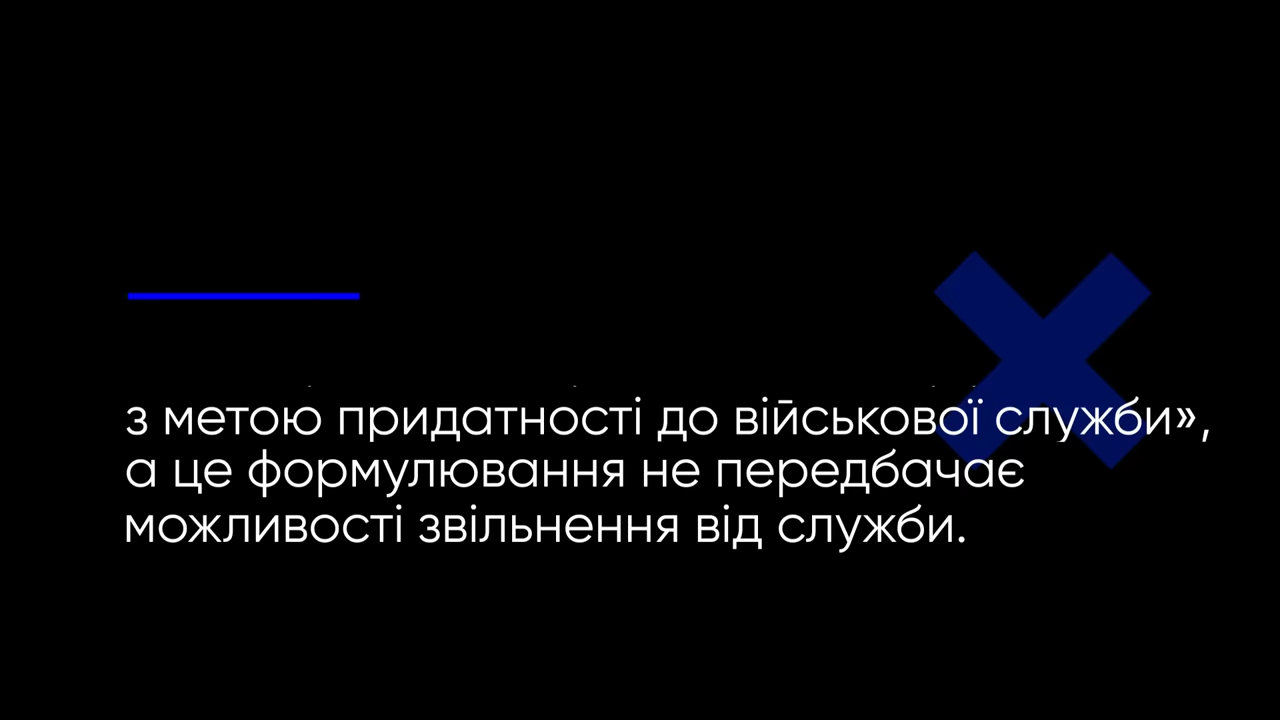 з метою придатності до військової служби»,
а це формулювання не передбачає
можливості звільнення від служби.